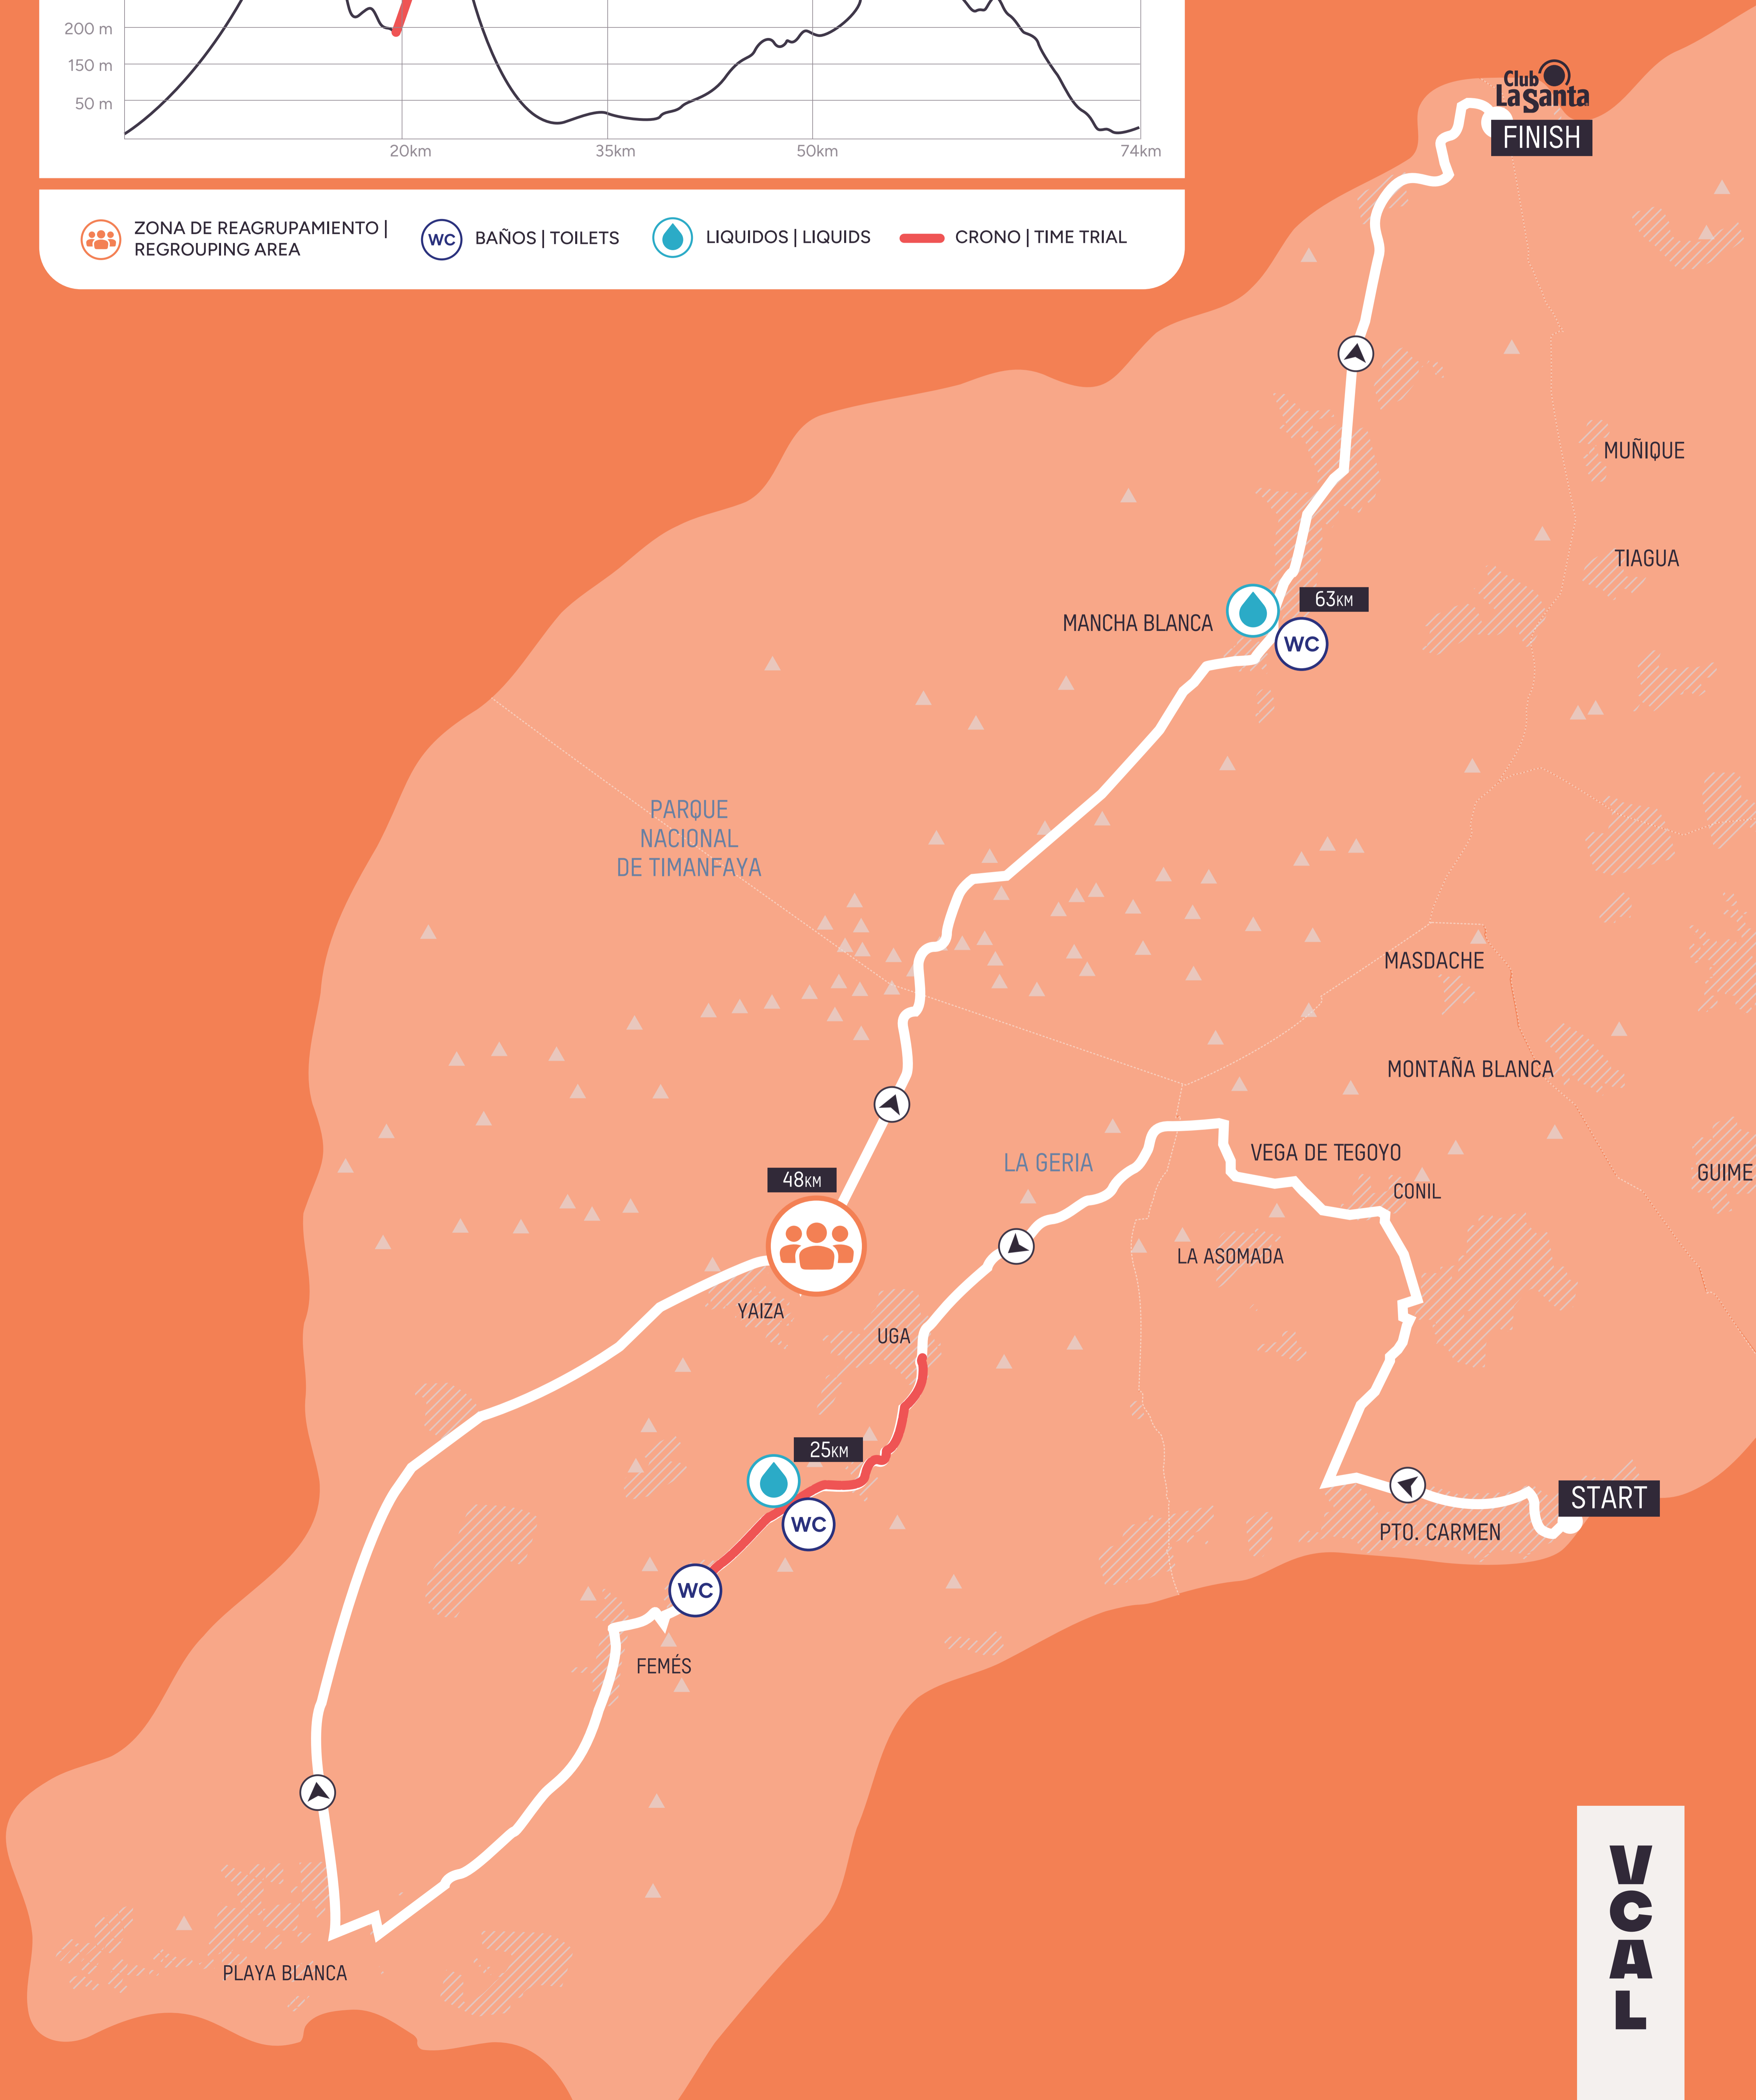 200 m
150 m
50 m
20km
35km
50km
74km
ZONA DE REAGRUPAMIENTO |
REGROUPING AREA
WC
BAÑOS | TOILETS
LIQUIDOS | LIQUIDS
CRONO | TIME TRIAL
Club
LaSanta
FINISH
MUÑIQUE
TIAGUA
63KM
MANCHA BLANCA
WC
PARQUE
NACIONAL
DE TIMANFAYA
MASDACHE
MONTAÑA BLANCA
VEGA DE TEGOYO
LA GERIA
GUIME
48KM
CONIL
LA ASOMADA
YAIZA
UGA
25KM
START
WC
PTO. CARMEN
WC
FEMÉS
PLAYA BLANCA
VCAL